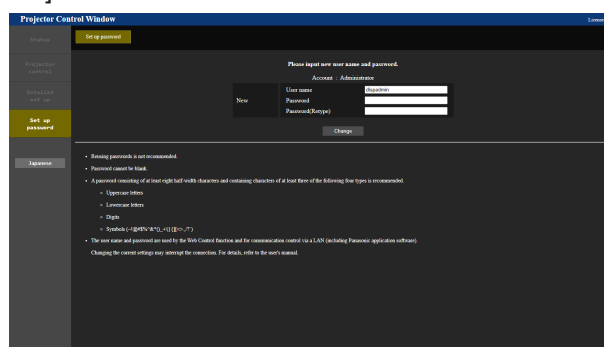 Projector Control Window
License
Status
Set up password
Projector
control
Detailed
set up
Set up
password
Japanese
Please input new user name and password.
Account : Administrator
New
User name
dispadmin
Password
Password(Retype)
Change
• Reusing passwords is not recommended.
• Password cannot be blank.
• A password consisting of at least eight half-width characters and containing characters of at least three of the following four types is recommended.
Uppercase letters
Lowercase letters
Digits
Symbols
• The user name and password are used by the Web Control function and for communication control via a LAN (including Panasonic application software).
Changing the current settings may interrupt the connection. For details, refer to the user's manual.